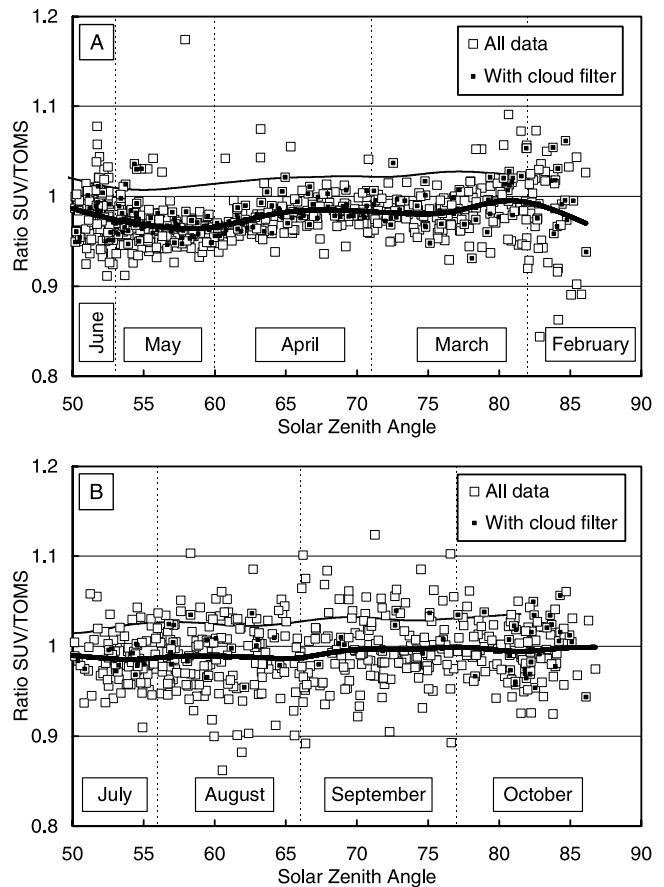 1.2
A
All data
With cloud filter
1.1
1
0.9
0.8
Ratio SUV/TOMS
June
May
April
March
February
50 55 60 65 70 75 80 85 90
Solar Zenith Angle
1.2
B
All data
With cloud filter
1.1
1
0.9
0.8
Ratio SUV/TOMS
July
August
September
October
50 55 60 65 70 75 80 85 90
Solar Zenith Angle